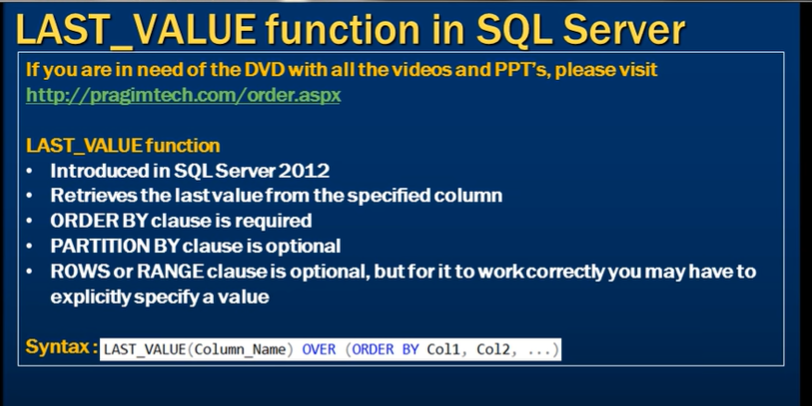 LAST_VALUE function in SQL Server
If you are in need of the DVD with all the videos and PPT's, please visit
http://pragimtech.com/order.aspx
LAST_VALUE function
• Introduced in SQL Server 2012
• Retrieves the last value from the specified column
• ORDER BY clause is required
• PARTITION BY clause is optional
• ROWS or RANGE clause is optional, but for it to work correctly you may have to
explicitly specify a value
Syntax : LAST_VALUE(Column_Name) OVER (ORDER BY Col1, Col2, ...)